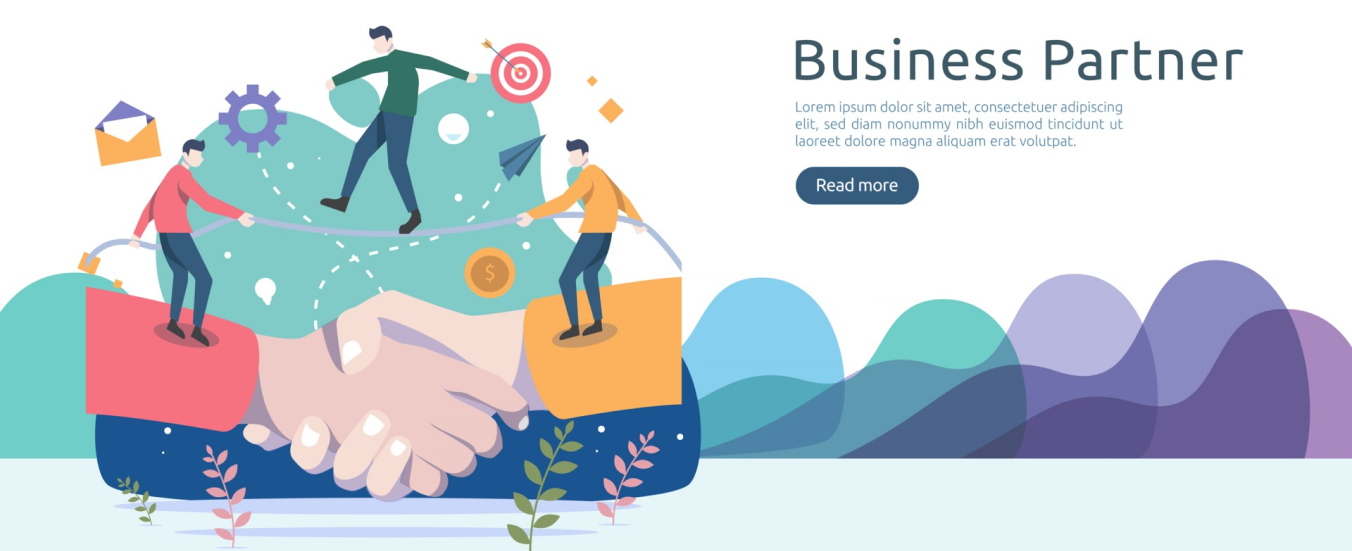 Business Partner
Lorem ipsum dolor sit amet, consectetuer adipiscing
elit, sed diam nonummy nibh euismod tincidunt ut
laoreet dolore magna aliquam erat volutpat.
Read more
$